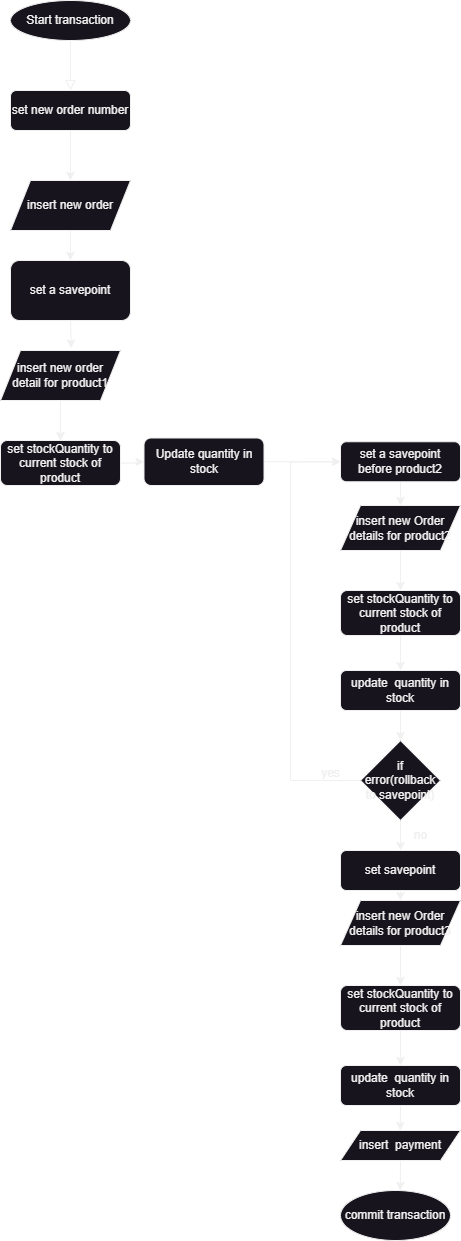 Start transaction
set new order number
insert new order
set a savepoint
insert new order
detail for product1
set stockQuantity to
current stock of
product
Update quantity in
stock
set a savepoint
before product2
insert new Order
details for product2
set stockQuantity to
current stock of
product
update quantity in
stock
if
error(rollback
to savepoint)
yes
no
set savepoint
insert new Order
details for
set stockQuantity to
current stock of
product
update quantity in
stock
insert payment
commit transaction